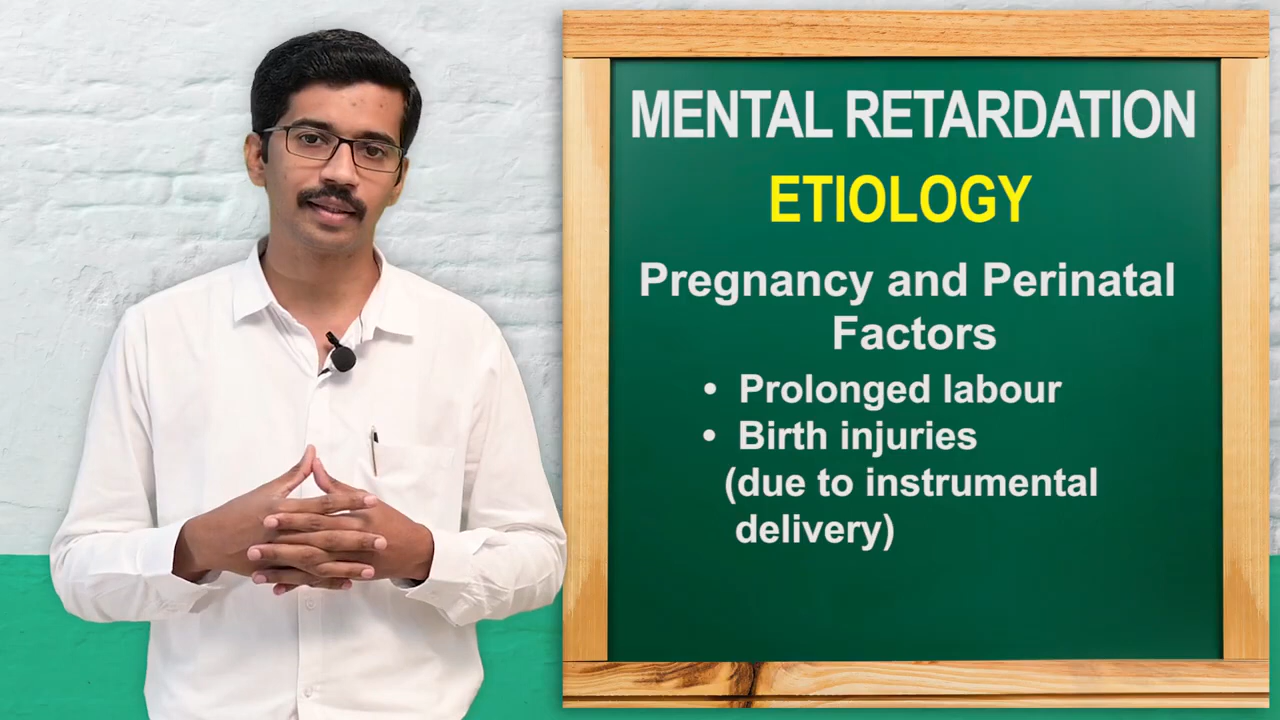 MENTAL RETARDATION
ETIOLOGY
Pregnancy and Perinatal
Factors
• Prolonged labour
• Birth injuries
(due to instrumental
delivery)